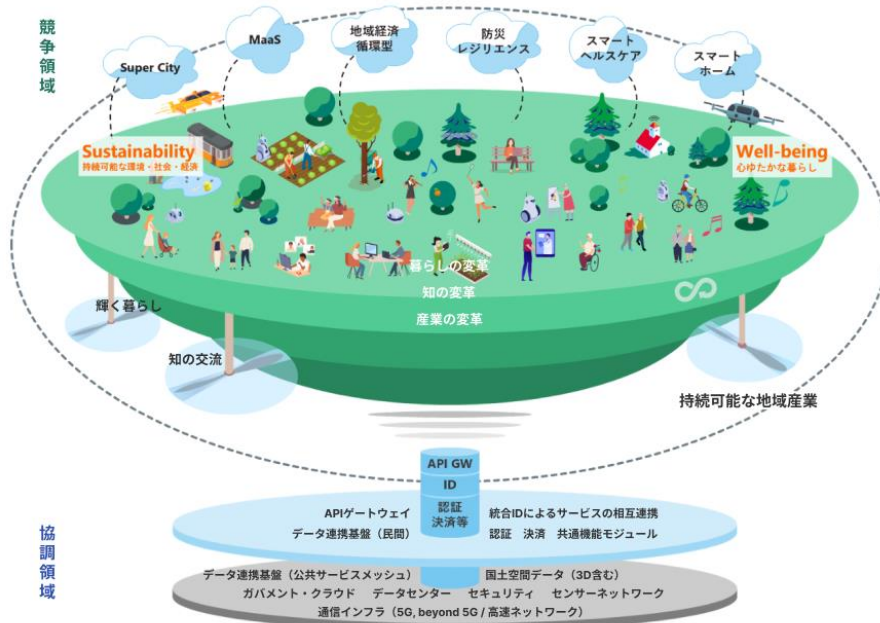 競争領域
Super City
MaaS
地域経済
循環型
防災
レジリエンス
スマート
ヘルスケア
スマート
ホーム
Sustainability
持続可能な環境・社会・経済
Well-being
心ゆたかな暮らし
暮らしの変革
知の変革
産業の変革
輝く暮らし
知の交流
持続可能な地域産業
API GW
ID
認証
決済等
協調領域
APIゲートウェイ
統合IDによるサービスの相互連携
データ連携基盤（民間）
認証 決済 共通機能モジュール
データ連携基盤（公共サービスメッシュ）
国土空間データ（3D含む）
ガバメント・クラウド データセンター セキュリティ センサーネットワーク
通信インフラ（5G, beyond 5G / 高速ネットワーク）